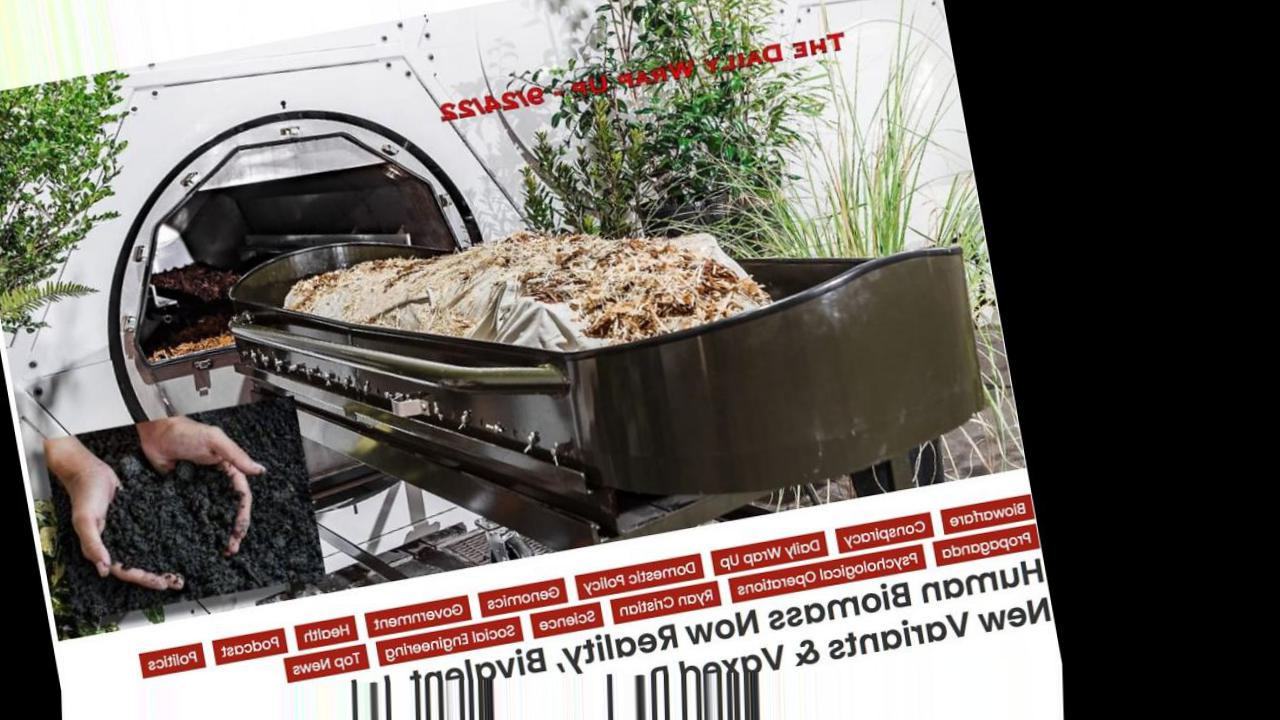 THE DAILY WRAP UP - 9/24/22
Biowarfare Conspiracy Daily Wrap Up Domestic Policy Genomics Government Health Podcast Politics
Propaganda Psychological Operations Ryan Cristian Science Social Engineering Top News
Human Biomass Now Reality, Bivalent
New Variants & Vaxed